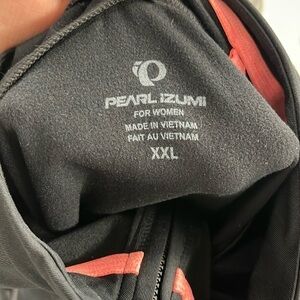 PEARL iZUMi
FOR WOMEN
MADE IN VIETNAM
FAIT AU VIETNAM
XXL